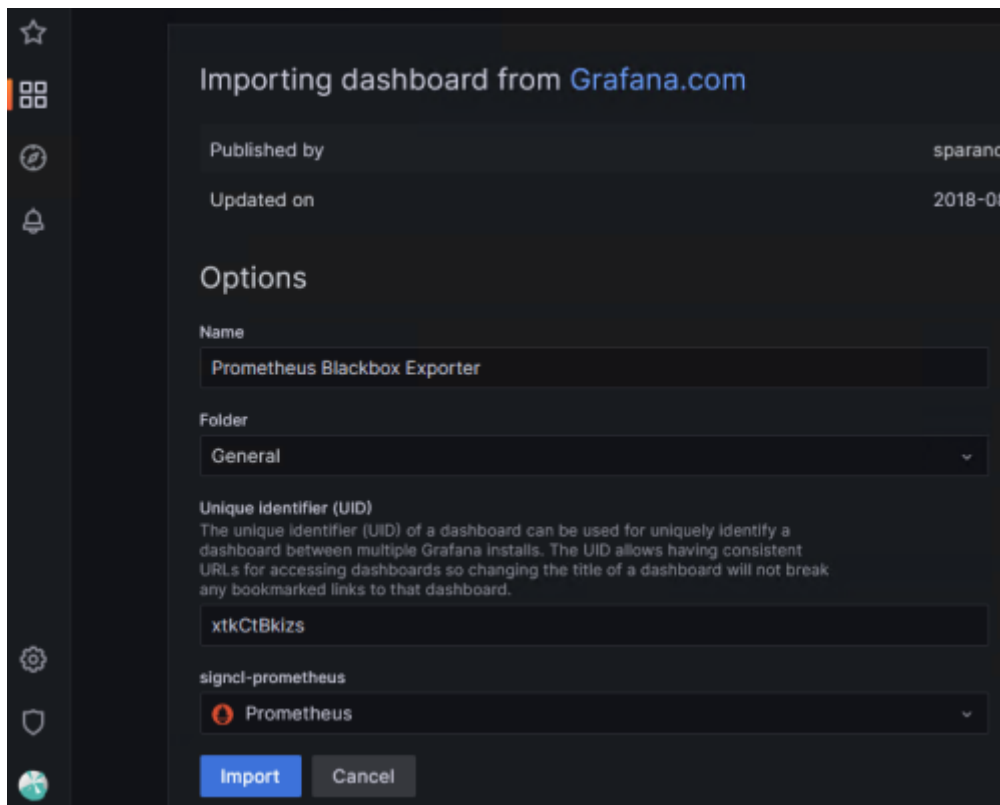 Importing dashboard from Grafana.com
Published by sparand
Updated on 2018-08
Options
Name
Prometheus Blackbox Exporter
Folder
General
Unique identifier (UID)
The unique identifier (UID) of a dashboard can be used for uniquely identify a
dashboard between multiple Grafana installs. The UID allows having consistent
URLs for accessing dashboards so changing the title of a dashboard will not break
any bookmarked links to that dashboard.
xtkCtBkizs
signcl-prometheus
Prometheus
Import Cancel